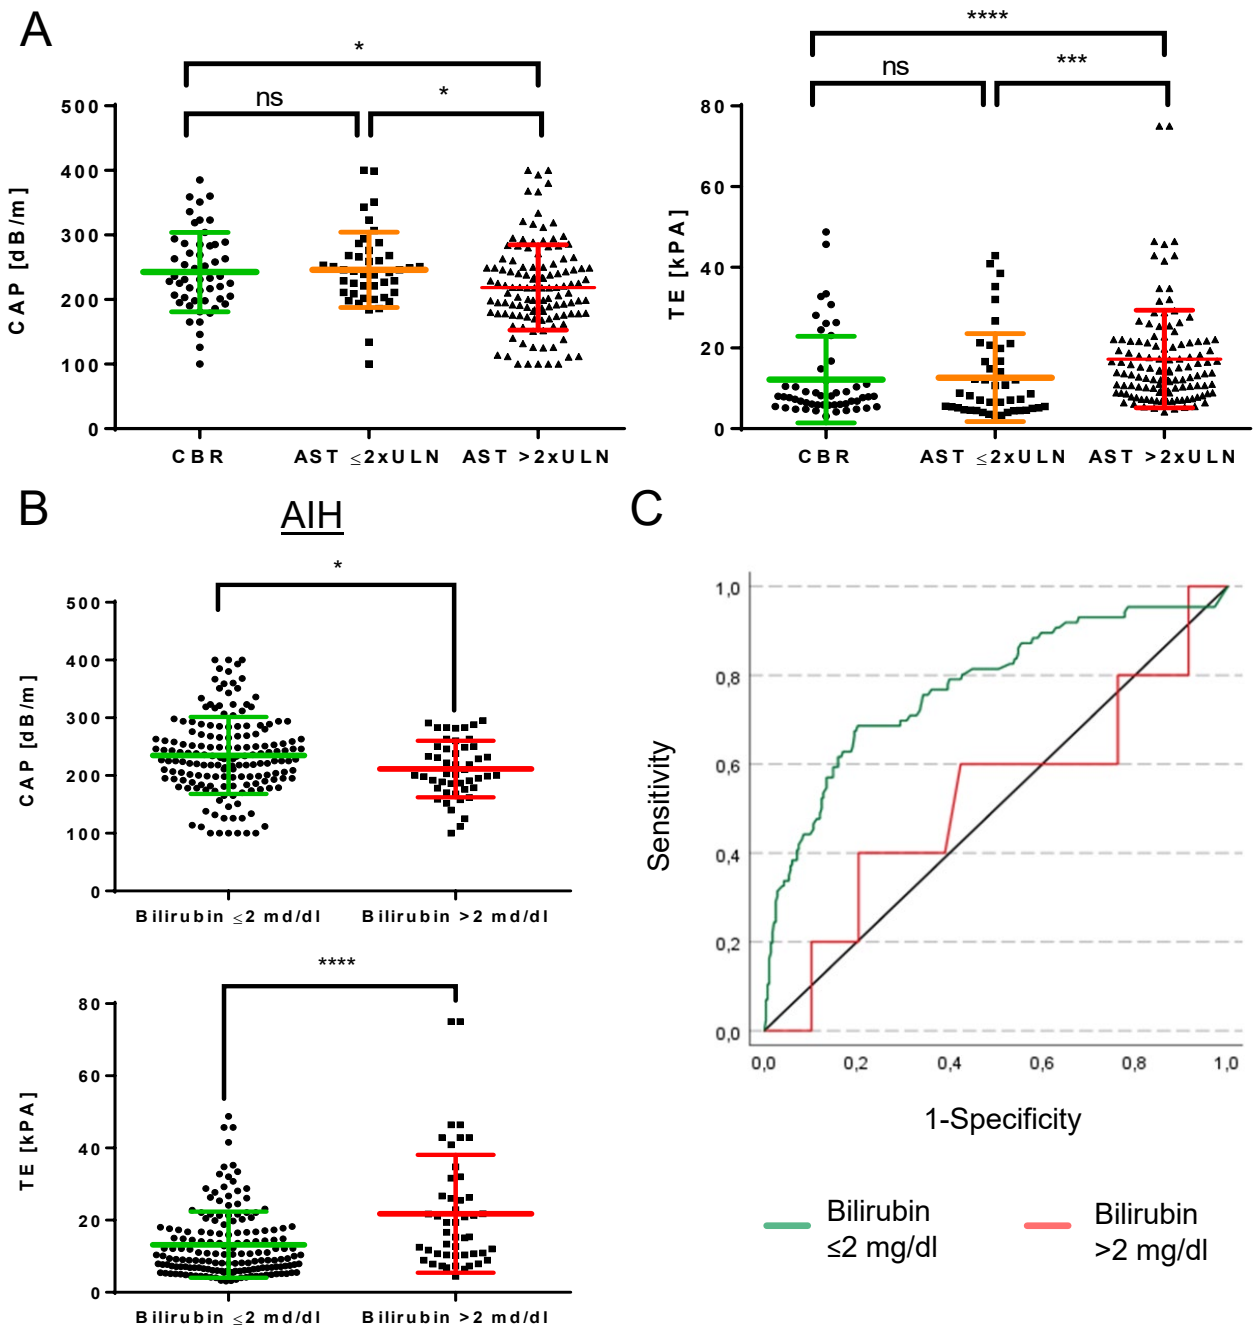 A
*
ns
*
CAP [dB/m]
500
400
300
200
100
0
CBR
AST ≤2xULN
AST >2xULN
****
ns
***
TE [kPA]
80
60
40
20
0
CBR
AST ≤2xULN
AST >2xULN
B
AIH
*
CAP [dB/m]
500
400
300
200
100
0
Bilirubin ≤2 md/dl
Bilirubin >2 md/dl
****
TE [kPA]
80
60
40
20
0
Bilirubin ≤2 md/dl
Bilirubin >2 md/dl
C
Sensitivity
1,0
0,8
0,6
0,4
0,2
0,0
0,0
0,2
0,4
0,6
0,8
1,0
1-Specificity
Bilirubin
≤2 mg/dl
Bilirubin
>2 mg/dl